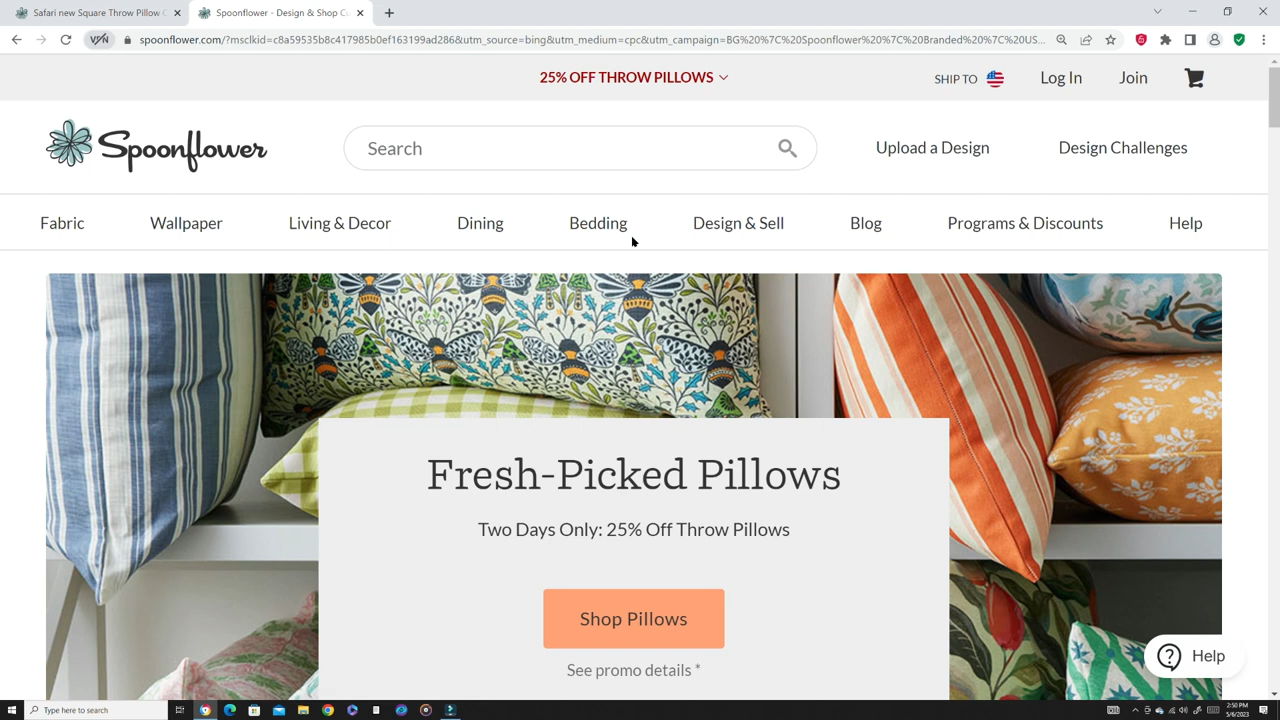 Safari new Square Throw Pillow C
Spoonflower - Design & Shop Cu
VPN
spoonflower.com/?msclkid=c8a59535b8c417985b0ef163199ad286&utm_source=bing&utm_medium=cpc&utm_campaign=BG%20%7C%20Spoonflower%20%7C%20Branded%20%7C%20US...
25% OFF THROW PILLOWS
SHIP TO
Log In
Join
Spoonflower
Search
Upload a Design
Design Challenges
Fabric
Wallpaper
Living & Decor
Dining
Bedding
Design & Sell
Blog
Programs & Discounts
Help
Fresh-Picked Pillows
Two Days Only: 25% Off Throw Pillows
Shop Pillows
See promo details *
Help
Type here to search
2:50 PM
5/6/2023